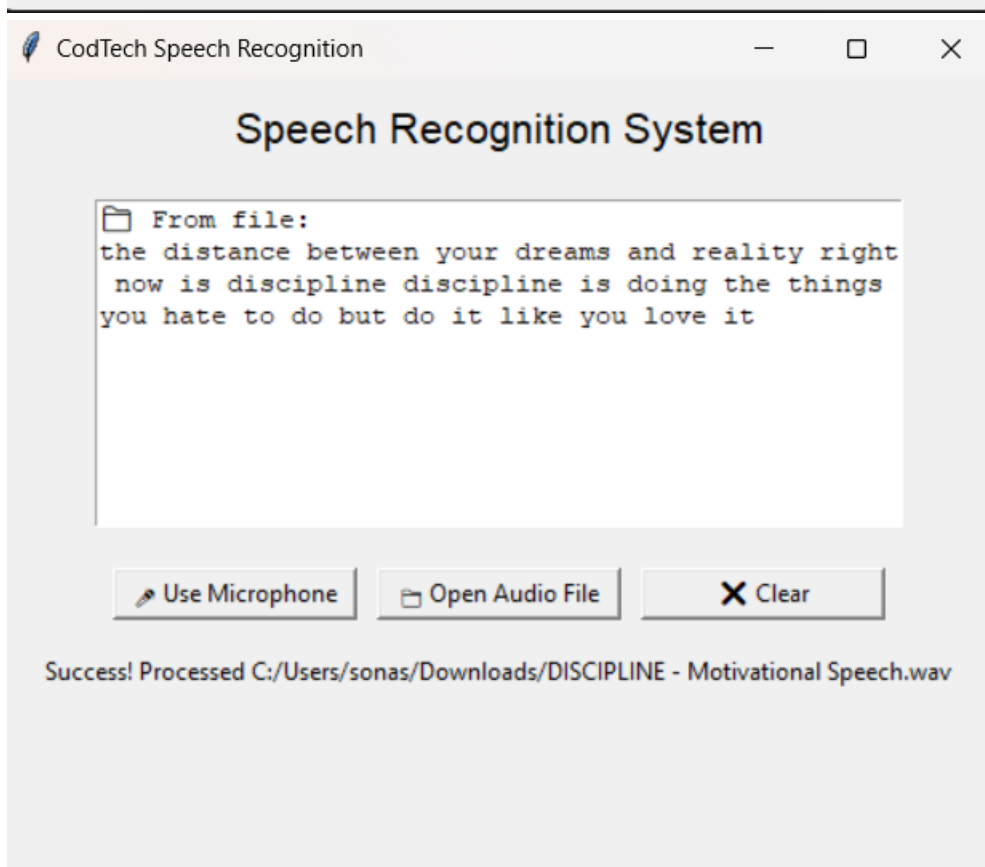 CodTech Speech Recognition
Speech Recognition System
From file:
the distance between your dreams and reality right
now is discipline discipline is doing the things
you hate to do but do it like you love it
Use Microphone
Open Audio File
Clear
Success! Processed C:/Users/sonas/Downloads/DISCIPLINE - Motivational Speech.wav